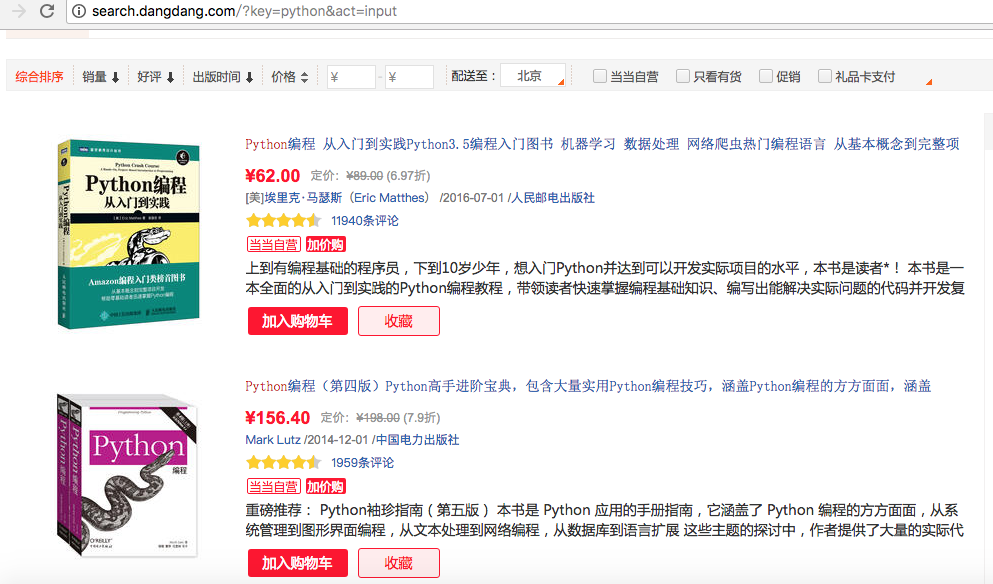 search.dangdang.com/?key=python&act=input
综合排序 销量 好评 出版时间 价格 ¥ - ¥ 配送至： 北京 当当自营 只看有货 促销 礼品卡支付
Python Crash Course
Python编程
从入门到实践
Amazon编程入门类榜首图书
Python编程 从入门到实践Python3.5编程入门图书 机器学习 数据处理 网络爬虫热门编程语言 从基本概念到完整项
¥62.00 定价：¥89.00 (6.97折)
[美]埃里克·马瑟斯（Eric Matthes） /2016-07-01 /人民邮电出版社
11940条评论
当当自营 加价购
上到有编程基础的程序员，下到10岁少年，想入门Python并达到可以开发实际项目的水平，本书是读者*！ 本书是一
本全面的从入门到实践的Python编程教程，带领读者快速掌握编程基础知识、编写出能解决实际问题的代码并开发复
加入购物车 收藏
Python
编程
O'REILLY
Python编程（第四版）Python高手进阶宝典，包含大量实用Python编程技巧，涵盖Python编程的方方面面，涵盖
¥156.40 定价：¥198.00 (7.9折)
Mark Lutz /2014-12-01 /中国电力出版社
1959条评论
当当自营 加价购
重磅推荐： Python袖珍指南（第五版） 本书是 Python 应用的手册指南，它涵盖了 Python 编程的方方面面，从系
统管理到图形界面编程，从文本处理到网络编程，从数据库到语言扩展 这些主题的探讨中，作者提供了大量的实际代
加入购物车 收藏